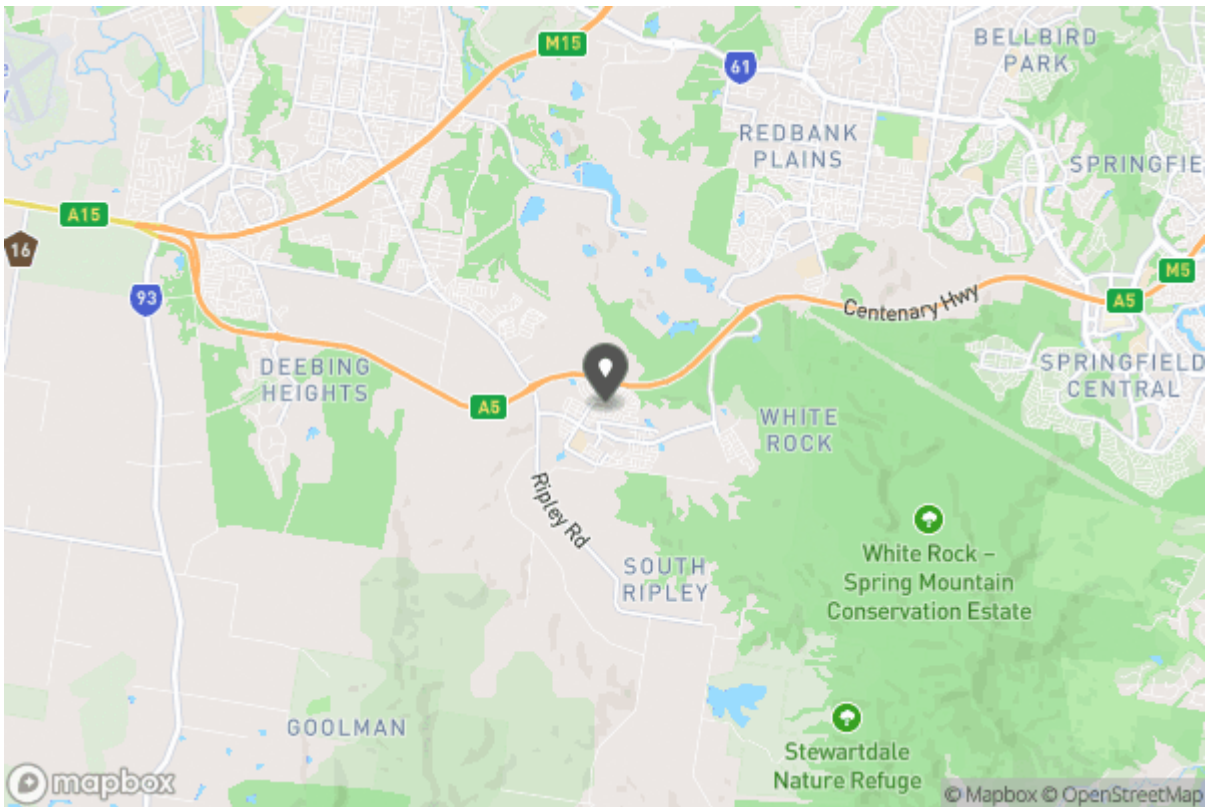 M15
61
BELLBIRD
PARK
REDBANK
PLAINS
SPRINGFIE
A15
16
93
M5
A5
Centenary Hwy
DEEBING
HEIGHTS
SPRINGFIELD
CENTRAL
A5
WHITE
ROCK
Ripley Rd
SOUTH
RIPLEY
White Rock –
Spring Mountain
Conservation Estate
GOOLMAN
Stewartdale
Nature Refuge
mapbox
© Mapbox © OpenStreetMap